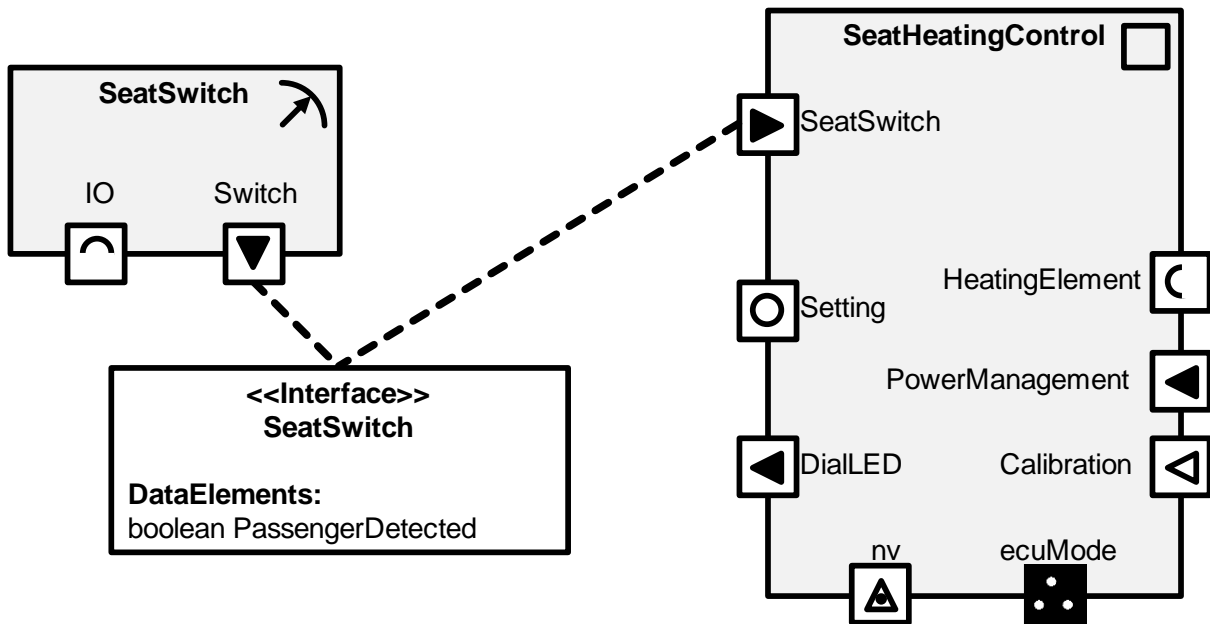 SeatSwitch
IO
Switch
<<Interface>>
SeatSwitch
DataElements:
boolean PassengerDetected
SeatHeatingControl
SeatSwitch
Setting
DialLED
HeatingElement
PowerManagement
Calibration
nv
ecuMode